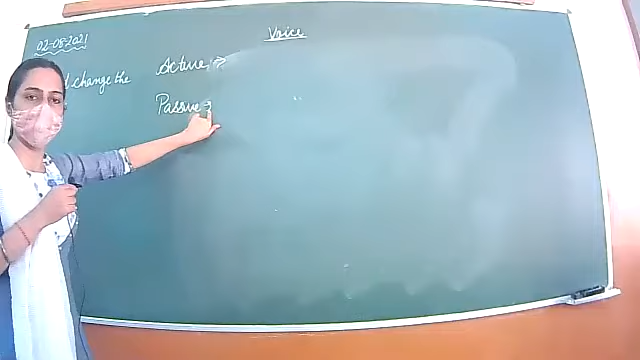 02-08-2021
Voice
change the
Active :→
Passive :